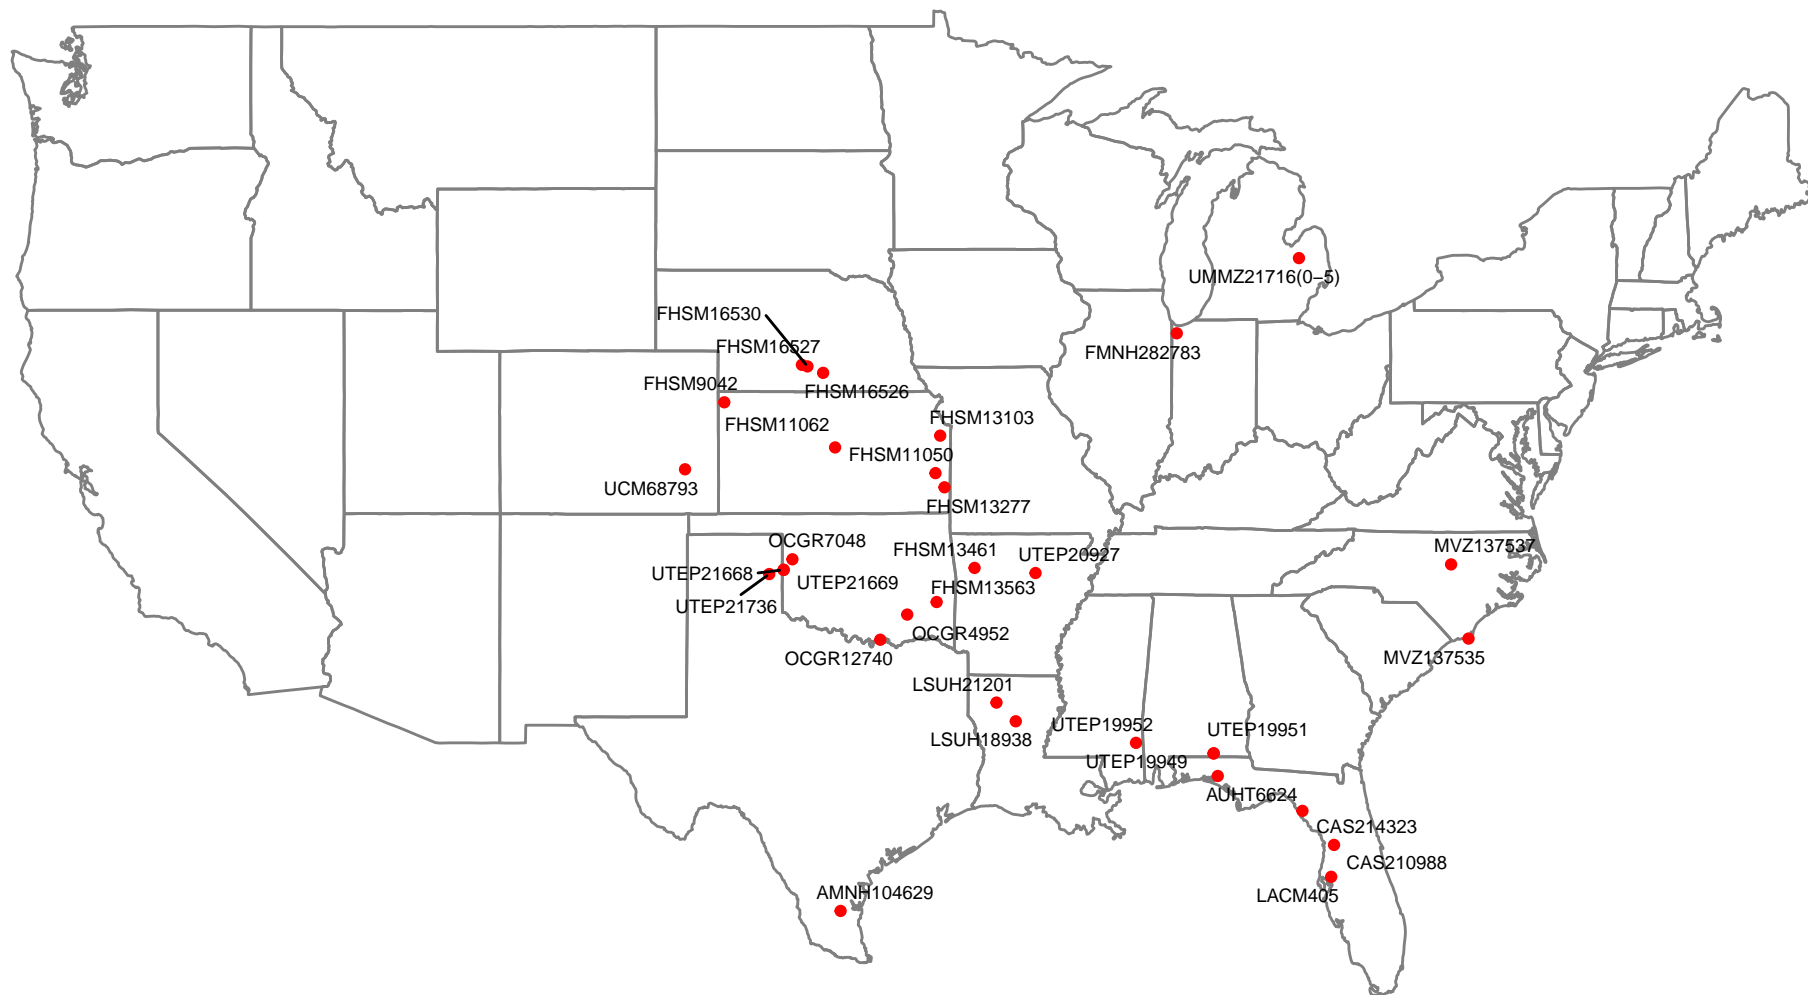 UMMZ21716(0−5)
FHSM16530
FHSM16527
FMNH282783
FHSM9042
FHSM16526
FHSM11062
FHSM13103
FHSM11050
UCM68793
FHSM13277
OCGR7048
FHSM13461
UTEP20927
MVZ137537
UTEP21668
UTEP21669
FHSM13563
UTEP21736
OCGR4952
OCGR12740
MVZ137535
LSUH21201
UTEP19952
UTEP19951
LSUH18938
UTEP19949
AUHT6624
CAS214323
CAS210988
AMNH104629
LACM405